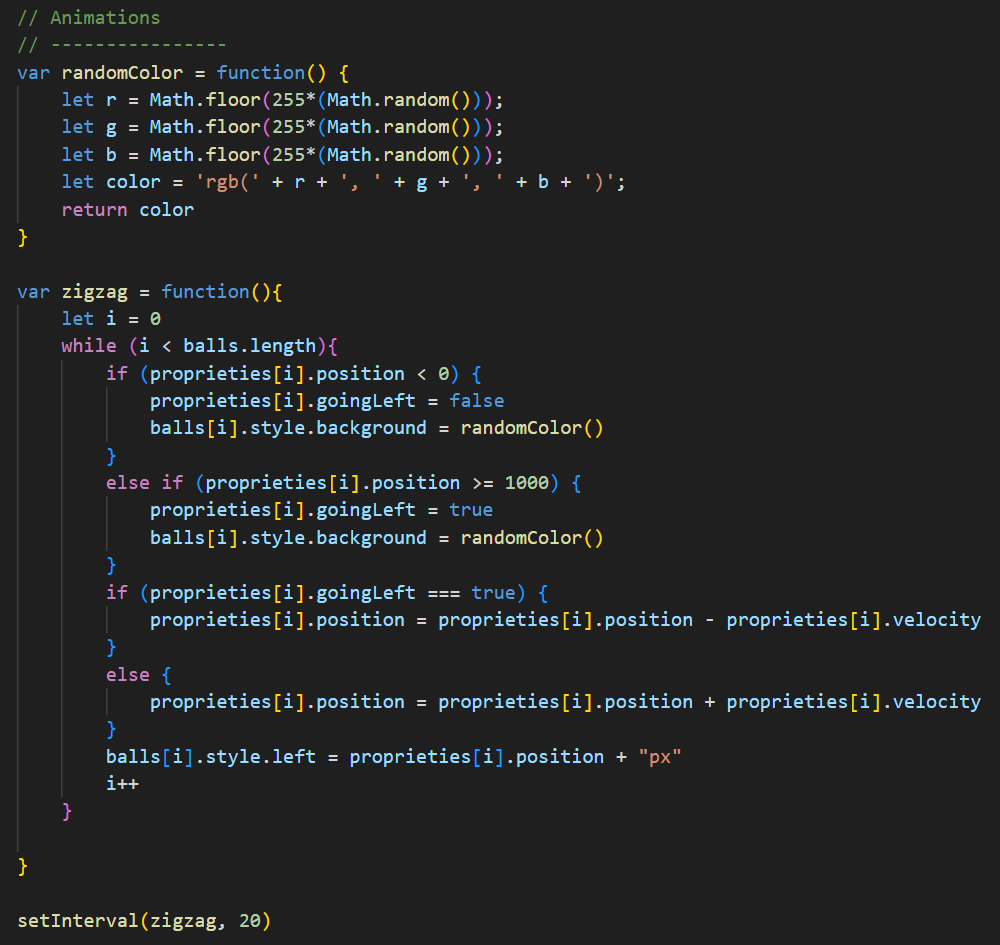 // Animations
// ----------------
var randomColor = function() {
    let r = Math.floor(255*(Math.random()));
    let g = Math.floor(255*(Math.random()));
    let b = Math.floor(255*(Math.random()));
    let color = 'rgb(' + r + ', ' + g + ', ' + b + ')';
    return color
}

var zigzag = function(){
    let i = 0
    while (i < balls.length){
        if (proprieties[i].position < 0) {
            proprieties[i].goingLeft = false
            balls[i].style.background = randomColor()
        }
        else if (proprieties[i].position >= 1000) {
            proprieties[i].goingLeft = true
            balls[i].style.background = randomColor()
        }
        if (proprieties[i].goingLeft === true) {
            proprieties[i].position = proprieties[i].position - proprieties[i].velocity
        }
        else {
            proprieties[i].position = proprieties[i].position + proprieties[i].velocity
        }
        balls[i].style.left = proprieties[i].position + "px"
        i++
    }

}

setInterval(zigzag, 20)